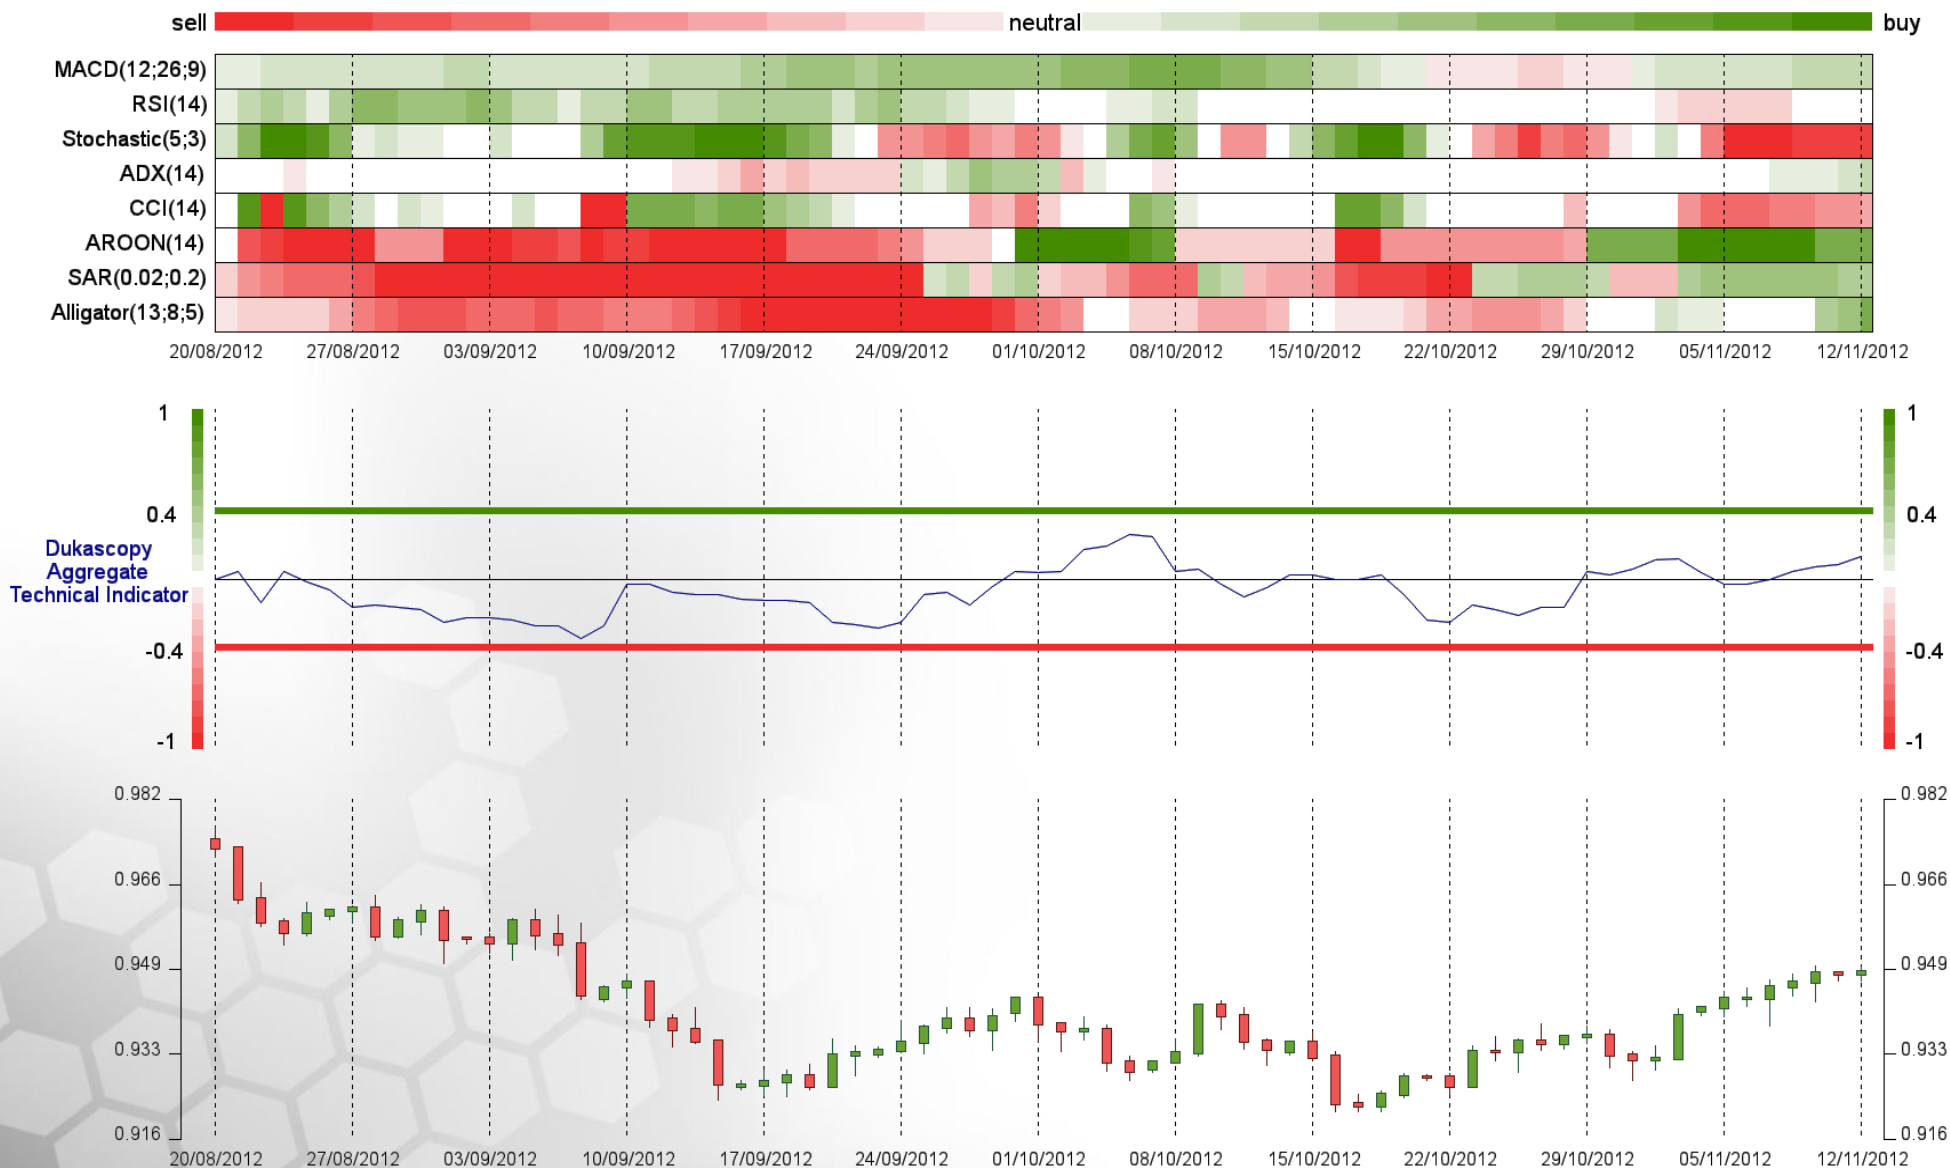 sell neutral buy
MACD(12;26;9)
RSI(14)
Stochastic(5;3)
ADX(14)
CCI(14)
AROON(14)
SAR(0.02;0.2)
Alligator(13;8;5)
20/08/2012 27/08/2012 03/09/2012 10/09/2012 17/09/2012 24/09/2012 01/10/2012 08/10/2012 15/10/2012 22/10/2012 29/10/2012 05/11/2012 12/11/2012
1 1
0.4 0.4
Dukascopy
Aggregate
Technical Indicator
-0.4 -0.4
-1 -1
0.982 0.982
0.966 0.966
0.949 0.949
0.933 0.933
0.916 0.916
20/08/2012 27/08/2012 03/09/2012 10/09/2012 17/09/2012 24/09/2012 01/10/2012 08/10/2012 15/10/2012 22/10/2012 29/10/2012 05/11/2012 12/11/2012